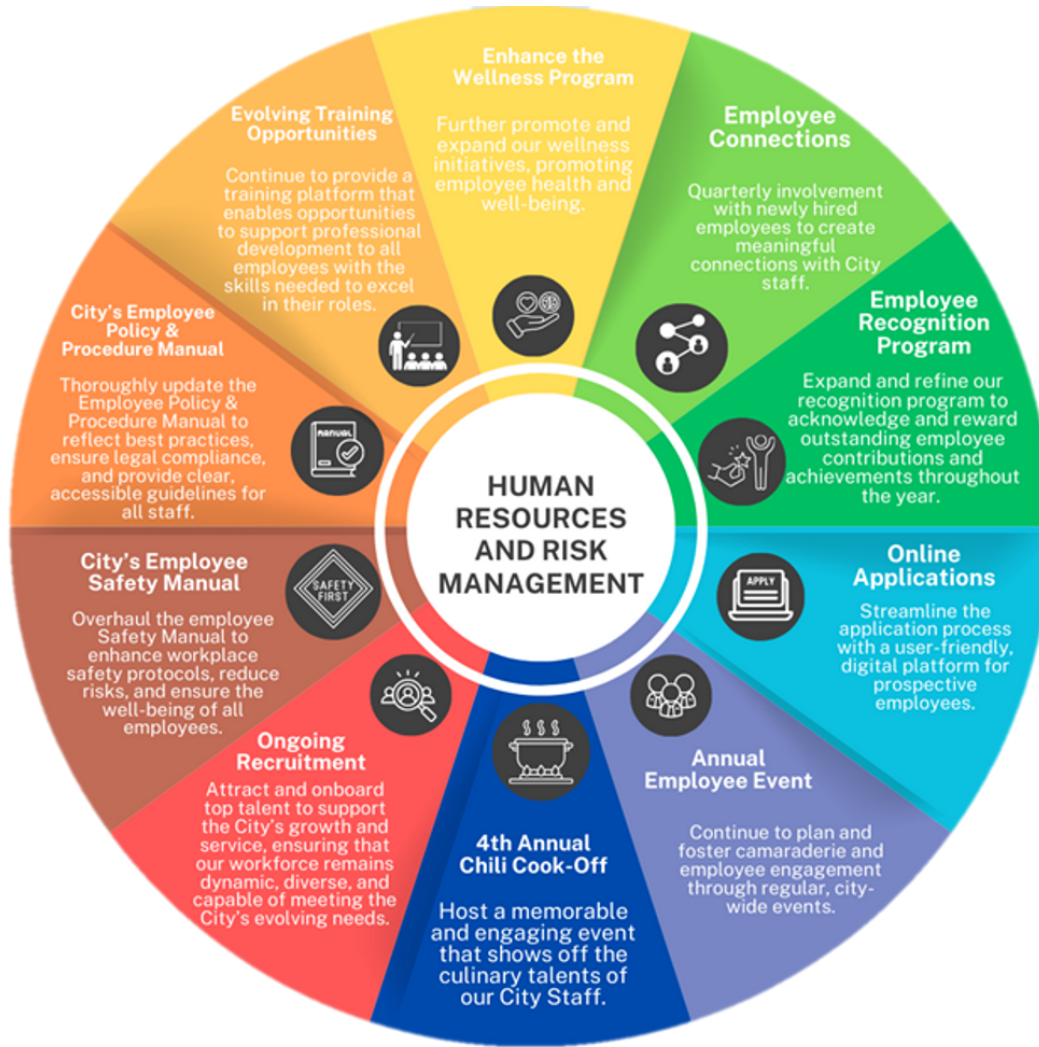 Enhance the
Wellness Program
Further promote and
expand our wellness
initiatives, promoting
employee health and
well-being.
Employee
Connections
Quarterly involvement
with newly hired
employees to create
meaningful
connections with City
staff.
Employee
Recognition
Program
Expand and refine our
recognition program to
acknowledge and reward
outstanding employee
contributions and
achievements throughout
the year.
Online
Applications
APPLY
Streamline the
application process
with a user-friendly,
digital platform for
prospective
employees.
Annual
Employee Event
Continue to plan and
foster camaraderie and
employee engagement
through regular, city-
wide events.
4th Annual
Chili Cook-Off
Host a memorable
and engaging event
that shows off the
culinary talents of
our City Staff.
Ongoing
Recruitment
Attract and onboard
top talent to support
the City's growth and
service, ensuring that
our workforce remains
dynamic, diverse, and
capable of meeting the
City's evolving needs.
City's Employee
Safety Manual
SAFETY
FIRST
Overhaul the employee
Safety Manual to
enhance workplace
safety protocols, reduce
risks, and ensure the
well-being of all
employees.
City's Employee
Policy &
Procedure Manual
MANUAL
Thoroughly update the
Employee Policy &
Procedure Manual to
reflect best practices,
ensure legal compliance,
and provide clear,
accessible guidelines for
all staff.
Evolving Training
Opportunities
Continue to provide a
training platform that
enables opportunities
to support professional
development to all
employees with the
skills needed to excel
in their roles.
HUMAN
RESOURCES
AND RISK
MANAGEMENT